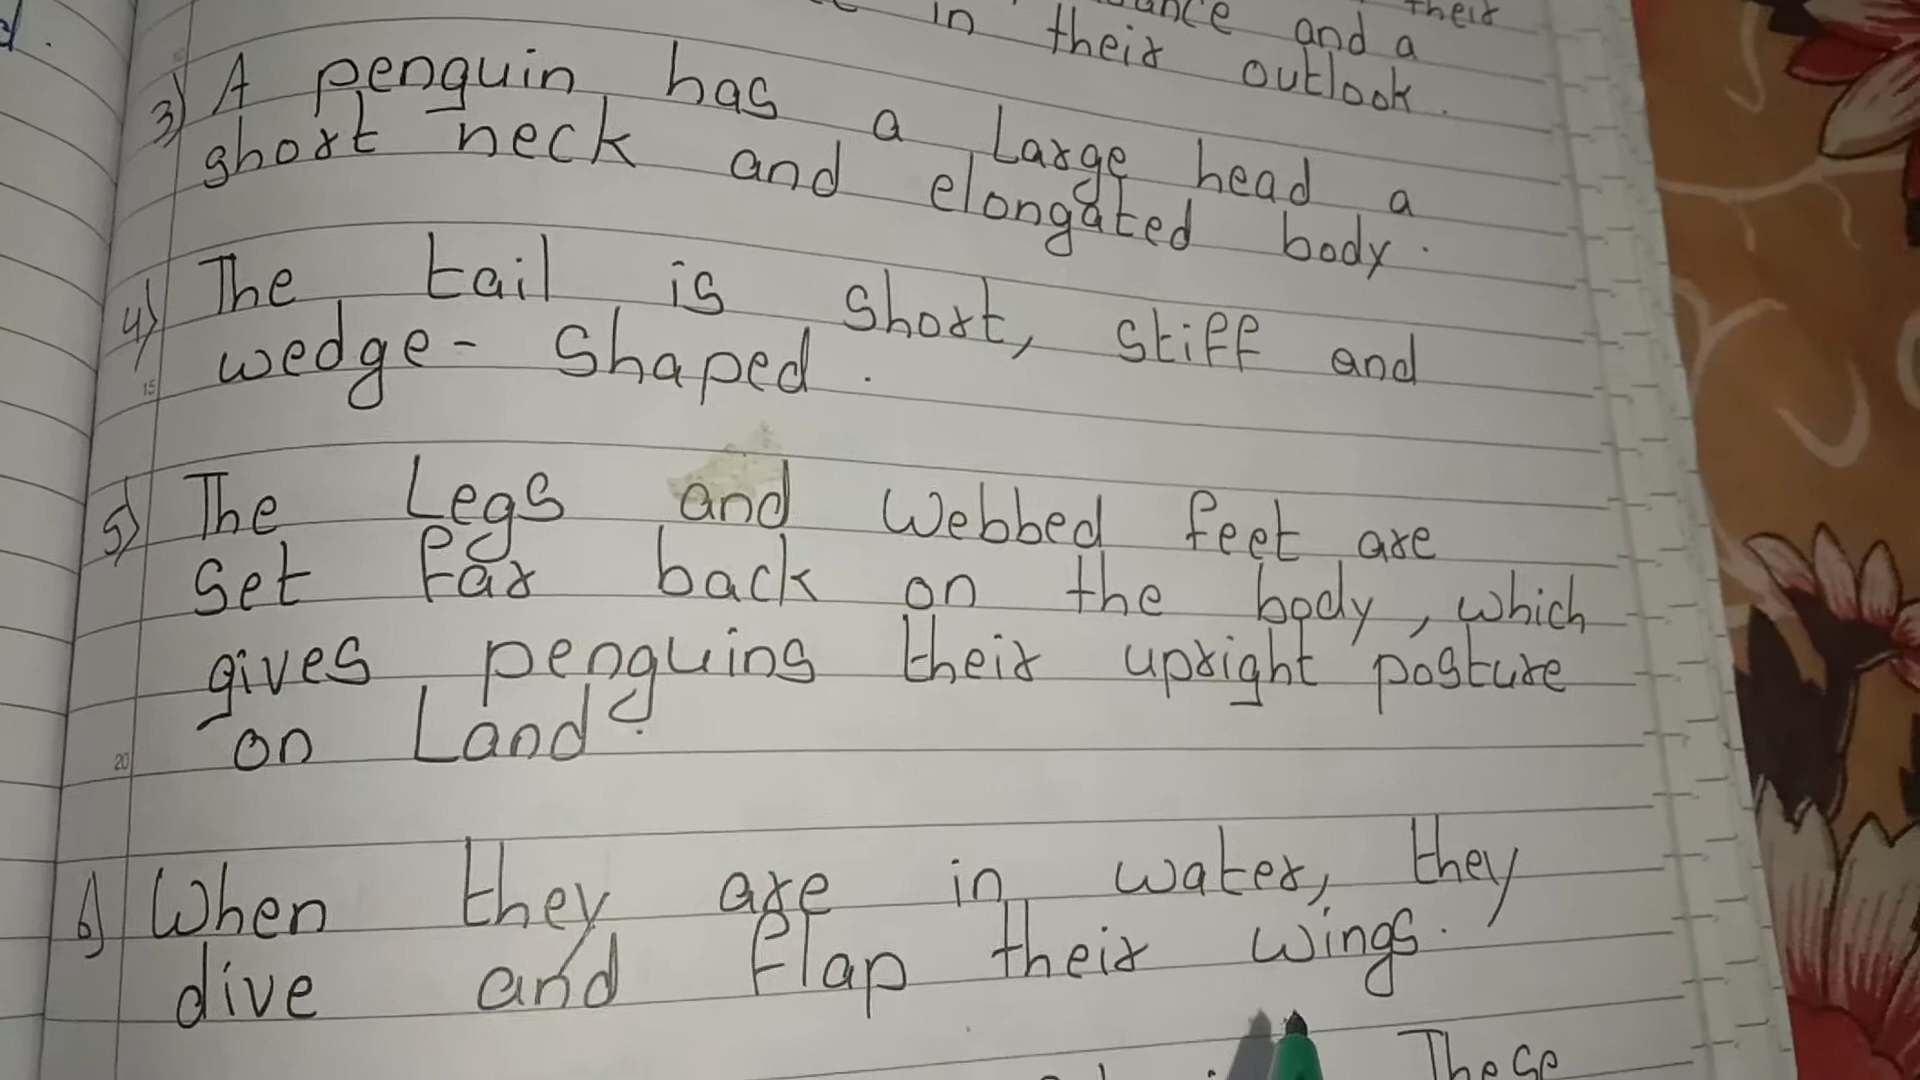 their
and a
in their outlook.
3) A penguin has a Large head a
short neck and elongated body.
4) The tail is short, stiff and
wedge- shaped.
15
5) The Legs and Webbed feet are
Set far back on the body, which
gives penguins their upright posture
on Land.
20
6) When they are in water, they
dive and flap their wings.
These